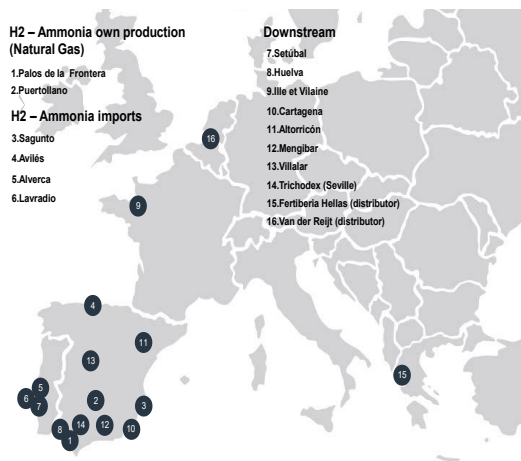 H2 – Ammonia own production
(Natural Gas)
1.Palos de la Frontera
2.Puertollano
H2 – Ammonia imports
3.Sagunto
4.Avilés
5.Alverca
6.Lavradio
Downstream
7.Setúbal
8.Huelva
9.Ille et Vilaine
10.Cartagena
11.Altorricón
12.Mengibar
13.Villalar
14.Trichodex (Seville)
15.Fertiberia Hellas (distributor)
16.Van der Reijt (distributor)
16
9
4
11
13
5
6
7
2
3
8
14
12
10
1
15